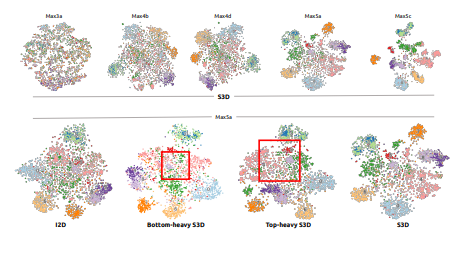 Max3a Max4b Max4d Max5a Max5c
S3D
Max5a
I2D Bottom-heavy S3D Top-heavy S3D S3D